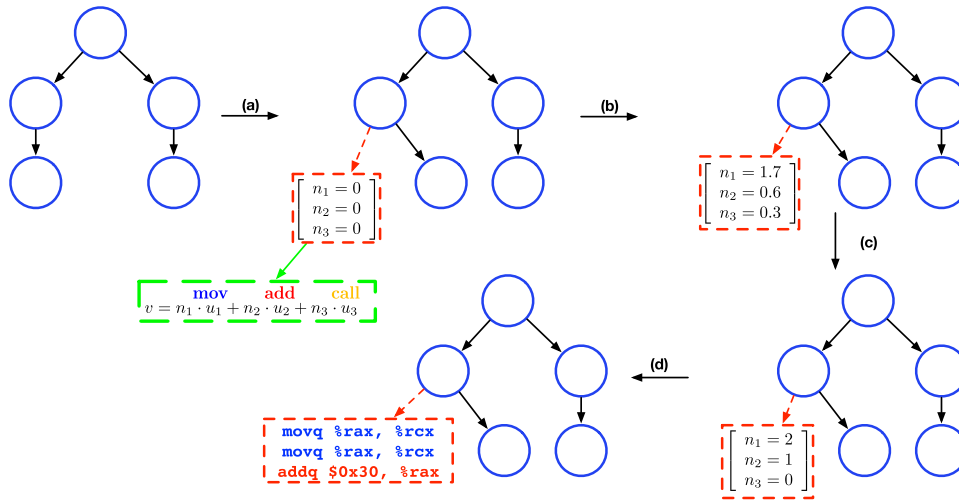 (a)
(b)
n₁ = 0
n₂ = 0
n₃ = 0
n₁ = 1.7
n₂ = 0.6
n₃ = 0.3
(c)
mov add call
v = n₁ · u₁ + n₂ · u₂ + n₃ · u₃
(d)
movq %rax, %rcx
movq %rax, %rcx
addq $0x30, %rax
n₁ = 2
n₂ = 1
n₃ = 0